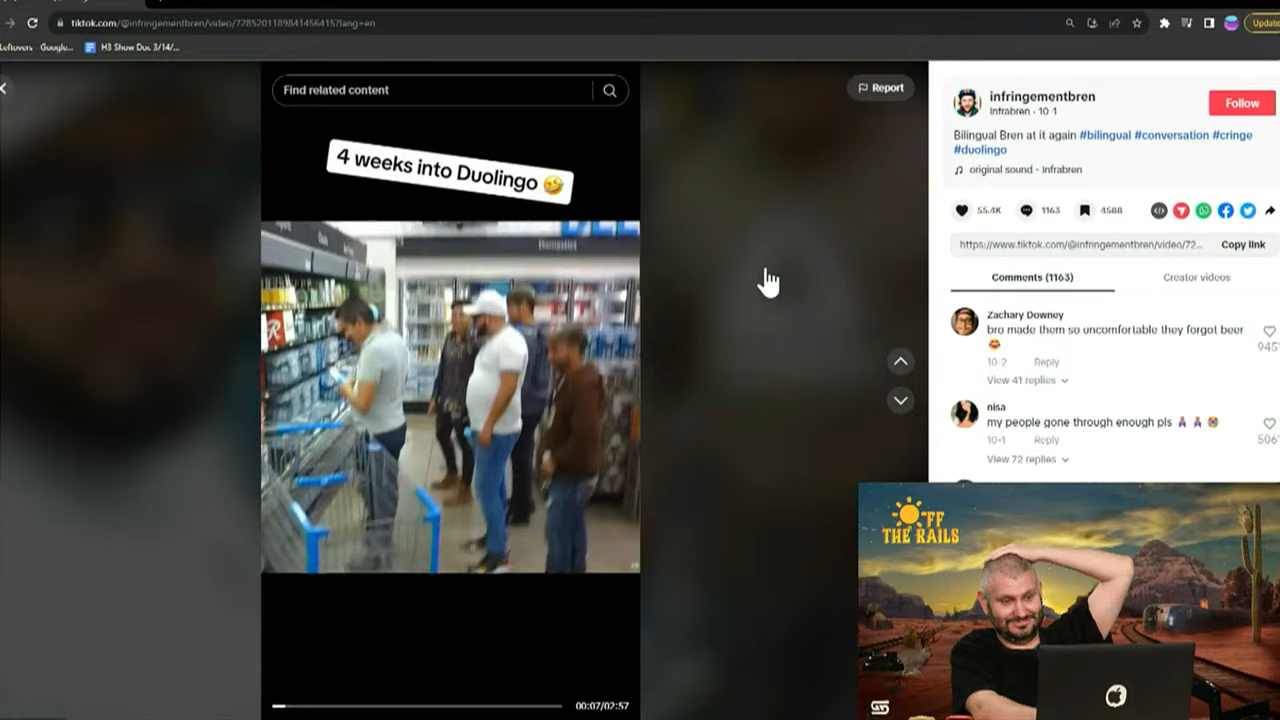 tiktok.com/@infringementbren/video/7285201189841456415?lang=en
Update
Leftovers
Google...
H3 Show Doc 3/14/...
Find related content
Report
4 weeks into Duolingo 🤣
00:07/02:57
infringementbren
Infrabren · 10-1
Follow
Bilingual Bren at it again #bilingual #conversation #cringe
#duolingo
original sound - Infrabren
55.4K
1163
4588
https://www.tiktok.com/@infringementbren/video/72...
Copy link
Comments (1163)
Creator videos
Zachary Downey
bro made them so uncomfortable they forgot beer
😂
945
10-2
Reply
View 41 replies
nisa
my people gone through enough pls
10-1
Reply
506
View 72 replies
OFF
THE RAILS